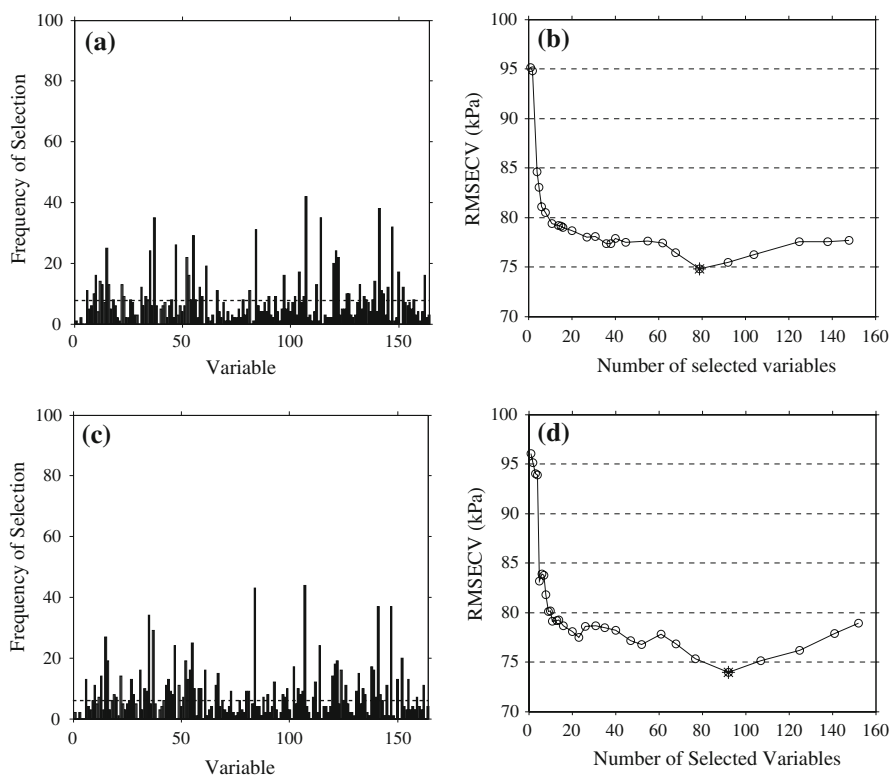 (a)
100
80
60
40
20
0
Frequency of Selection
0 50 100 150
Variable
(b)
100
95
90
85
80
75
70
RMSECV (kPa)
0 20 40 60 80 100 120 140 160
Number of selected variables
(c)
100
80
60
40
20
0
Frequency of Selection
0 50 100 150
Variable
(d)
100
95
90
85
80
75
70
RMSECV (kPa)
0 20 40 60 80 100 120 140 160
Number of Selected Variables